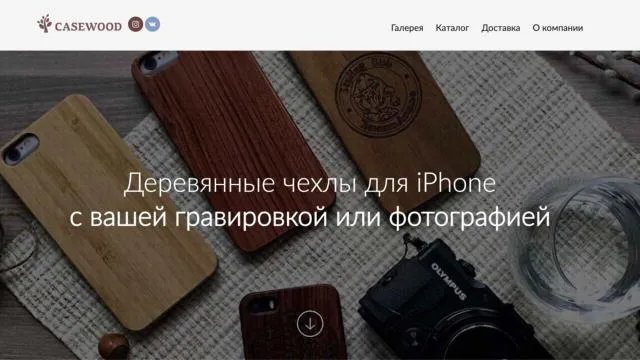 CASEWOOD
Галерея Каталог Доставка О компании
Деревянные чехлы для iPhone
с вашей гравировкой или фотографией
OLYMPUS